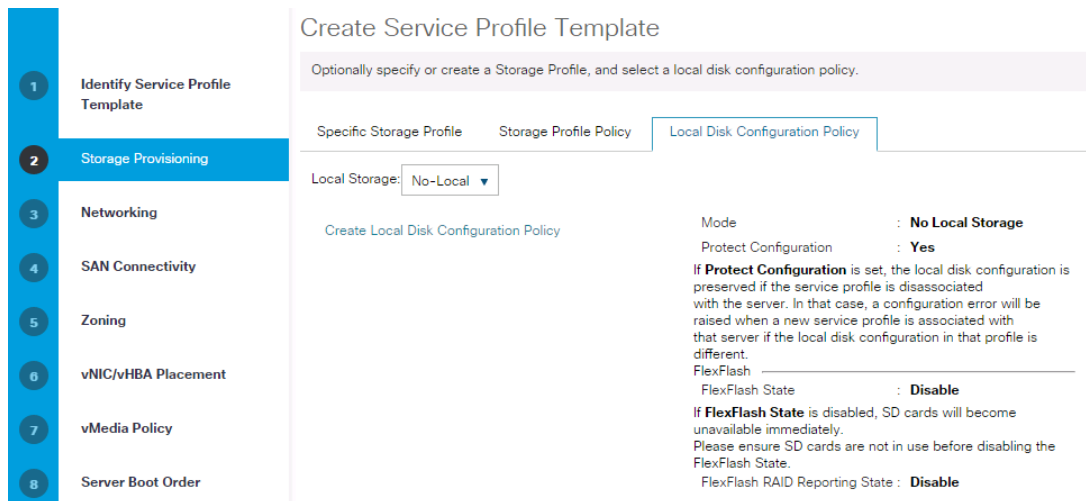 Create Service Profile Template
Optionally specify or create a Storage Profile, and select a local disk configuration policy.
1 Identify Service Profile
Template
2 Storage Provisioning
3 Networking
4 SAN Connectivity
5 Zoning
6 vNIC/vHBA Placement
7 vMedia Policy
8 Server Boot Order
Specific Storage Profile Storage Profile Policy Local Disk Configuration Policy
Local Storage: No-Local
Create Local Disk Configuration Policy
Mode : No Local Storage
Protect Configuration : Yes
If Protect Configuration is set, the local disk configuration is
preserved if the service profile is disassociated
with the server. In that case, a configuration error will be
raised when a new service profile is associated with
that server if the local disk configuration in that profile is
different.
FlexFlash
FlexFlash State : Disable
If FlexFlash State is disabled, SD cards will become
unavailable immediately.
Please ensure SD cards are not in use before disabling the
FlexFlash State.
FlexFlash RAID Reporting State : Disable